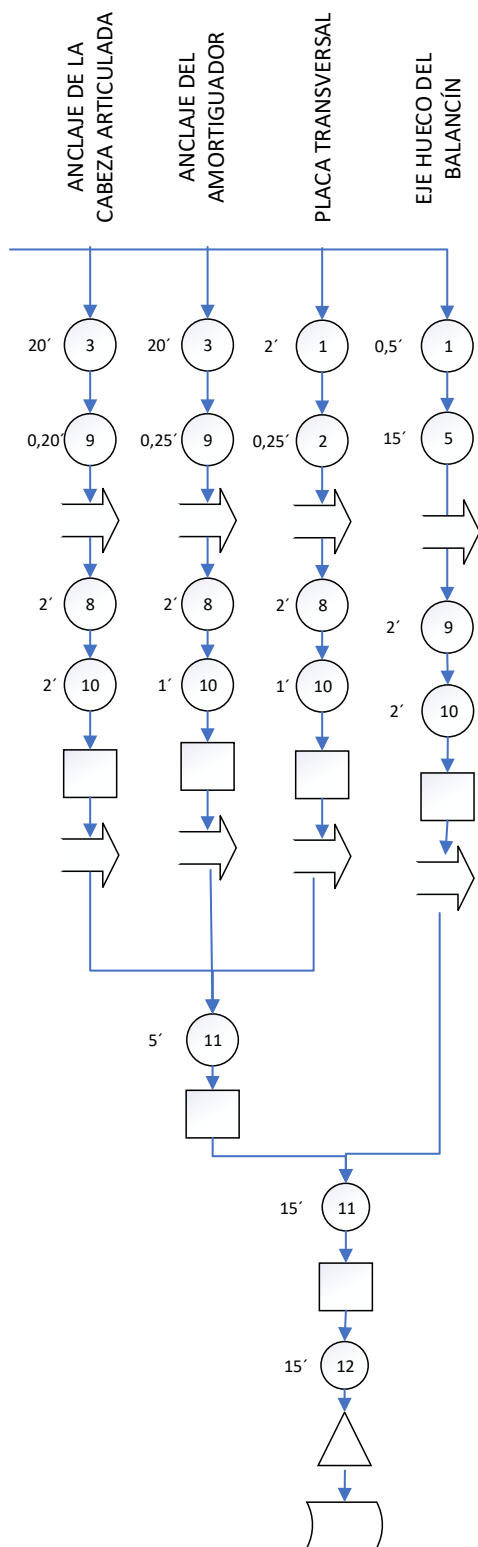 ANCLAJE DE LA
CABEZA ARTICULADA
ANCLAJE DEL
AMORTIGUADOR
PLACA TRANSVERSAL
EJE HUECO DEL
BALANCÍN
20´ 3 20´ 3 2´ 1 0,5´ 1
0,20´ 9 0,25´ 9 0,25´ 2 15´ 5
2´ 8 2´ 8 2´ 8 2´ 9
2´ 10 1´ 10 1´ 10 2´ 10
5´ 11
15´ 11
15´ 12